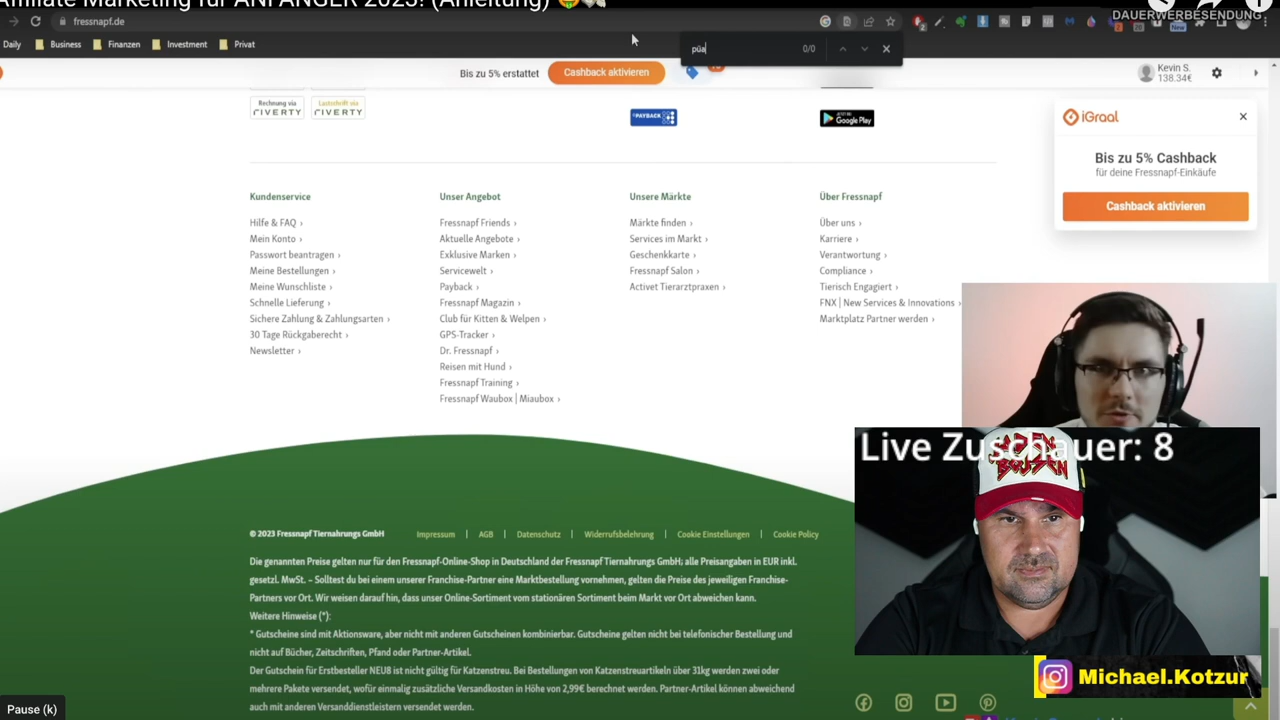 Affiliate Marketing für ANFÄNGER 2023! (Anleitung)
DAUERWERBESENDUNG
fressnapf.de
Daily
Business
Finanzen
Investment
Privat
püa
0/0
New
Bis zu 5% erstattet
Cashback aktivieren
Kevin S.
138.34€
Rechnung via
RIVERTY
Lastschrift via
RIVERTY
PAYBACK
JETZT BEI
Google Play
iGraal
Bis zu 5% Cashback
für deine Fressnapf-Einkäufe
Cashback aktivieren
Kundenservice
Hilfe & FAQ ›
Mein Konto ›
Passwort beantragen ›
Meine Bestellungen ›
Meine Wunschliste ›
Schnelle Lieferung ›
Sichere Zahlung & Zahlungsarten ›
30 Tage Rückgaberecht ›
Newsletter ›
Unser Angebot
Fressnapf Friends ›
Aktuelle Angebote ›
Exklusive Marken ›
Servicewelt ›
Payback ›
Fressnapf Magazin ›
Club für Kitten & Welpen ›
GPS-Tracker ›
Dr. Fressnapf ›
Reisen mit Hund ›
Fressnapf Training ›
Fressnapf Waubox | Miaubox ›
Unsere Märkte
Märkte finden ›
Services im Markt ›
Geschenkkarte ›
Fressnapf Salon ›
Activet Tierarztpraxen ›
Über Fressnapf
Über uns ›
Karriere ›
Verantwortung ›
Compliance ›
Tierisch Engagiert ›
FNX | New Services & Innovations ›
Marktplatz Partner werden ›
Live Zuschauer: 8
© 2023 Fressnapf Tiernahrungs GmbH
Impressum | AGB | Datenschutz | Widerrufsbelehrung | Cookie Einstellungen | Cookie Policy
Die genannten Preise gelten nur für den Fressnapf-Online-Shop in Deutschland der Fressnapf Tiernahrungs GmbH; alle Preisangaben in EUR inkl.
gesetzl. MwSt. – Solltest du bei einem unserer Franchise-Partner eine Marktbestellung vornehmen, gelten die Preise des jeweiligen Franchise-
Partners vor Ort. Wir weisen darauf hin, dass unser Online-Sortiment vom stationären Sortiment beim Markt vor Ort abweichen kann.
Weitere Hinweise (*):
* Gutscheine sind mit Aktionsware, aber nicht mit anderen Gutscheinen kombinierbar. Gutscheine gelten nicht bei telefonischer Bestellung und
nicht auf Bücher, Zeitschriften, Pfand oder Partner-Artikel.
Der Gutschein für Erstbesteller NEU8 ist nicht gültig für Katzenstreu. Bei Bestellungen von Katzenstreuartikeln über 31kg werden zwei oder
mehrere Pakete versendet, wofür einmalig zusätzliche Versandkosten in Höhe von 2,99€ berechnet werden. Partner-Artikel können abweichend
auch mit anderen Versanddienstleistern versendet werden.
Michael.Kotzur
Pause (k)